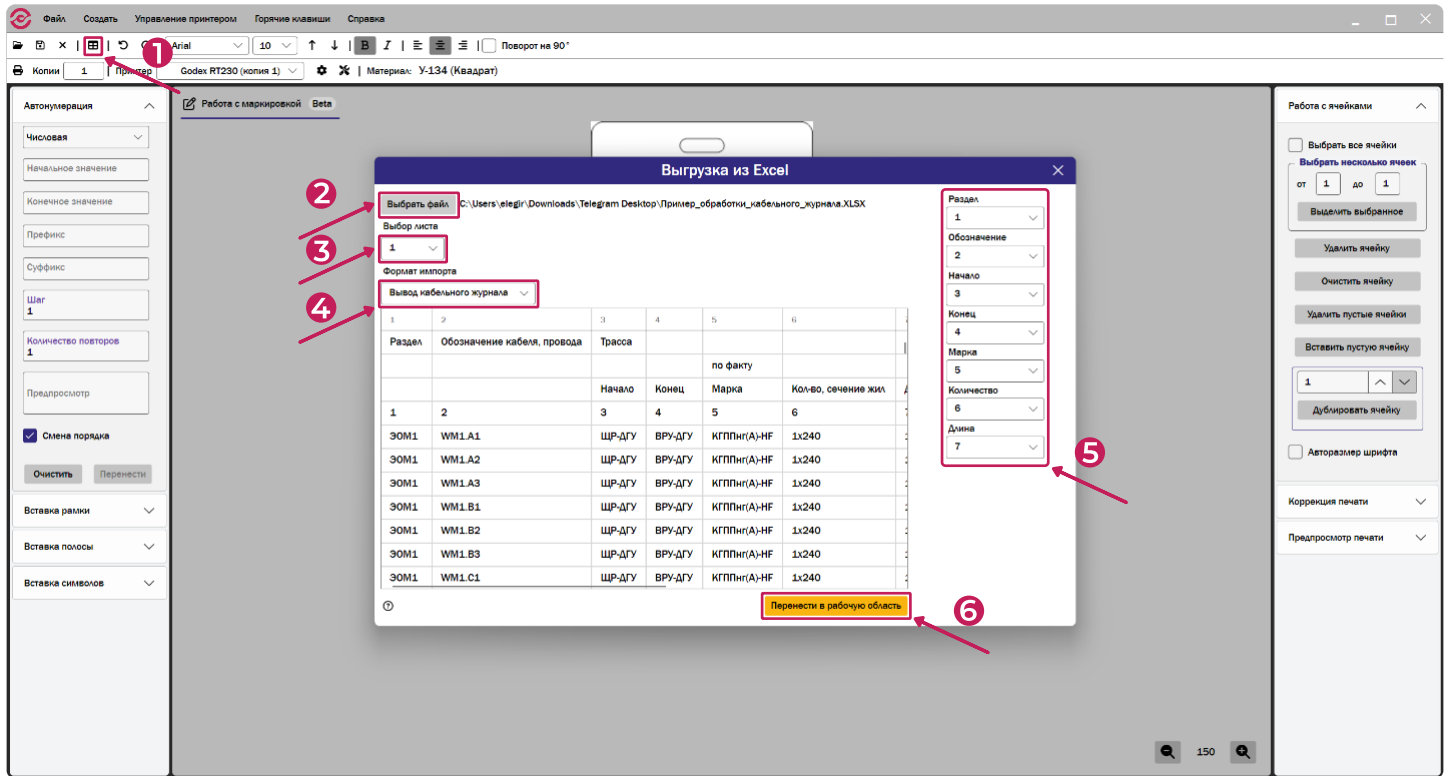 Файл Создать Управление принтером Горячие клавиши Справка
Arial 10 B I Поворот на 90°
Копии 1 Принтер Godex RT230 (копия 1) Материал: У-134 (Квадрат)
1
Автонумерация
Числовая
Начальное значение
Конечное значение
Префикс
Суффикс
Шаг
1
Количество повторов
1
Предпросмотр
Смена порядка
Очистить Перенести
Вставка рамки
Вставка полосы
Вставка символов
Работа с маркировкой Beta
Выгрузка из Excel
2
Выбрать файл C:\Users\elegir\Downloads\Telegram Desktop\Пример_обработки_кабельного_журнала.XLSX
Выбор листа
3
1
Формат импорта
4
Вывод кабельного журнала
1 2 3 4 5 6
Раздел Обозначение кабеля, провода Трасса
по факту
Начало Конец Марка Кол-во, сечение жил
1 2 3 4 5 6
ЭОМ1 WM1.A1 ЩР-ДГУ ВРУ-ДГУ КГППнг(А)-HF 1x240
ЭОМ1 WM1.A2 ЩР-ДГУ ВРУ-ДГУ КГППнг(А)-HF 1x240
ЭОМ1 WM1.A3 ЩР-ДГУ ВРУ-ДГУ КГППнг(А)-HF 1x240
ЭОМ1 WM1.B1 ЩР-ДГУ ВРУ-ДГУ КГППнг(А)-HF 1x240
ЭОМ1 WM1.B2 ЩР-ДГУ ВРУ-ДГУ КГППнг(А)-HF 1x240
ЭОМ1 WM1.B3 ЩР-ДГУ ВРУ-ДГУ КГППнг(А)-HF 1x240
ЭОМ1 WM1.C1 ЩР-ДГУ ВРУ-ДГУ КГППнг(А)-HF 1x240
Раздел
1
Обозначение
2
Начало
3
Конец
4
Марка
5
Количество
6
Длина
7
5
Перенести в рабочую область
6
150
Работа с ячейками
Выбрать все ячейки
Выбрать несколько ячеек
от 1 до 1
Выделить выбранное
Удалить ячейку
Очистить ячейку
Удалить пустые ячейки
Вставить пустую ячейку
1
Дублировать ячейку
Авторазмер шрифта
Коррекция печати
Предпросмотр печати